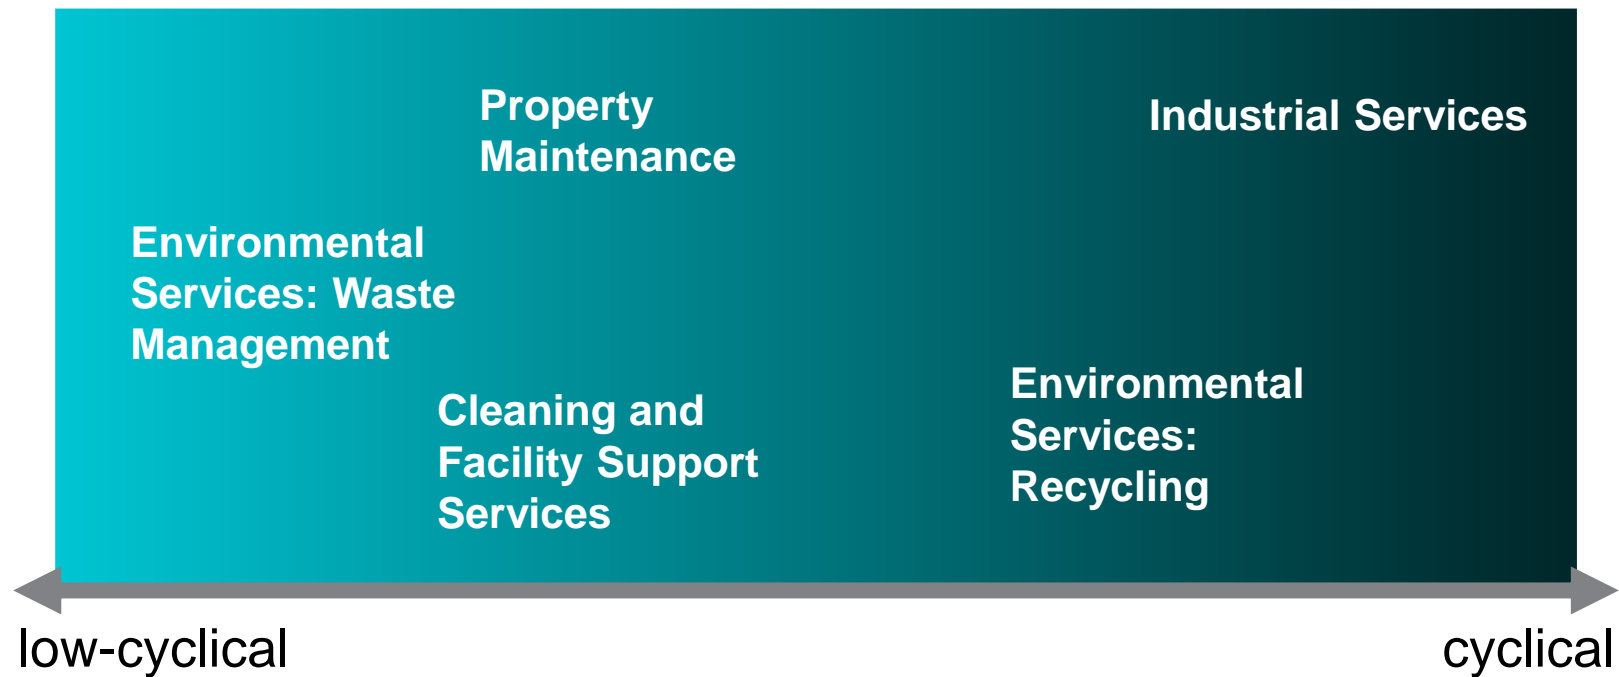 Property
Maintenance
Industrial Services
Environmental
Services: Waste
Management
Cleaning and
Facility Support
Services
Environmental
Services:
Recycling
low-cyclical
cyclical